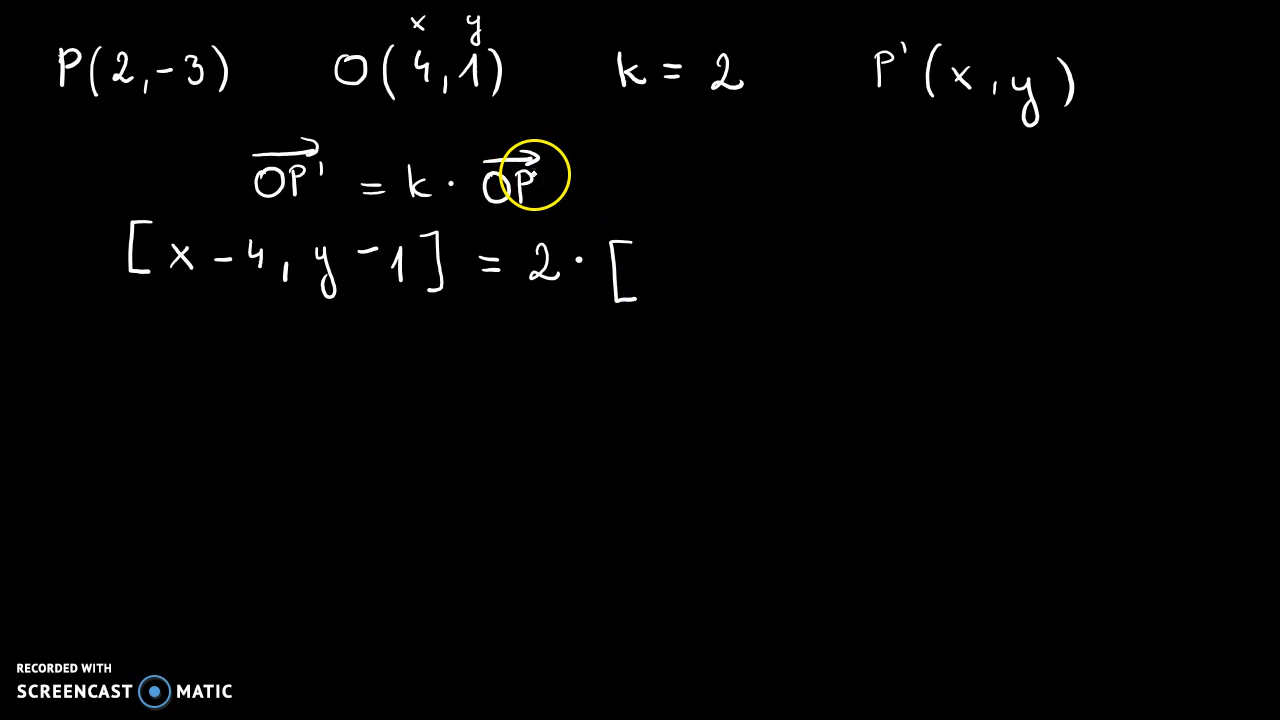 x y
P(2,-3) O(4,1) k = 2 P'(x,y)
OP' = k · OP
[x-4, y-1] = 2 · [
RECORDED WITH
SCREENCAST MATIC